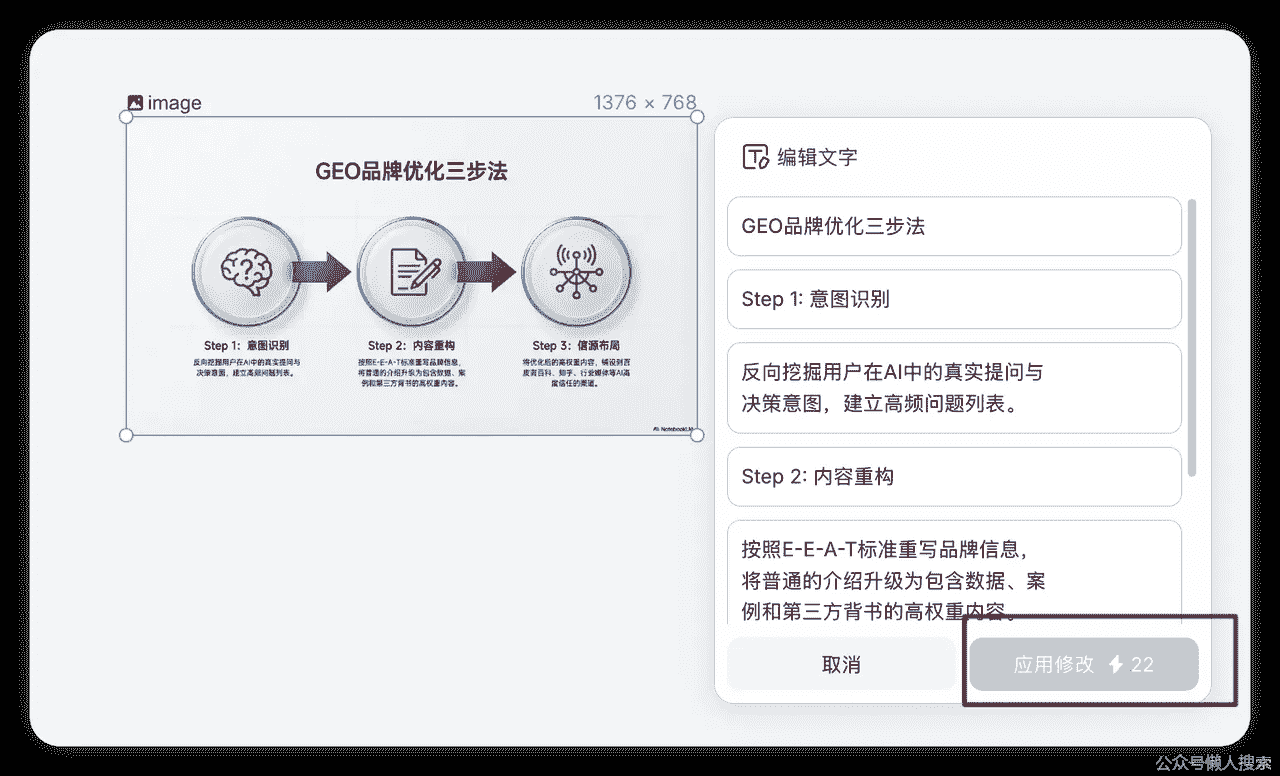 image
1376 × 768
GEO品牌优化三步法
Step 1：意图识别
反向挖掘用户在AI中的真实提问与
决策意图，建立高频问题列表。
Step 2：内容重构
按照E-E-A-T标准重写品牌信息，
将普通的介绍升级为包含数据、案
例和第三方背书的高权重内容。
Step 3：信源布局
将优化后的高权重内容，铺设到百
度百科、知乎、行业媒体等AI高
度信任的渠道。
NotebookLM
编辑文字
GEO品牌优化三步法
Step 1: 意图识别
反向挖掘用户在AI中的真实提问与
决策意图，建立高频问题列表。
Step 2: 内容重构
按照E-E-A-T标准重写品牌信息，
将普通的介绍升级为包含数据、案
例和第三方背书的高权重内容。
取消
应用修改 22
公众号懒人搜索